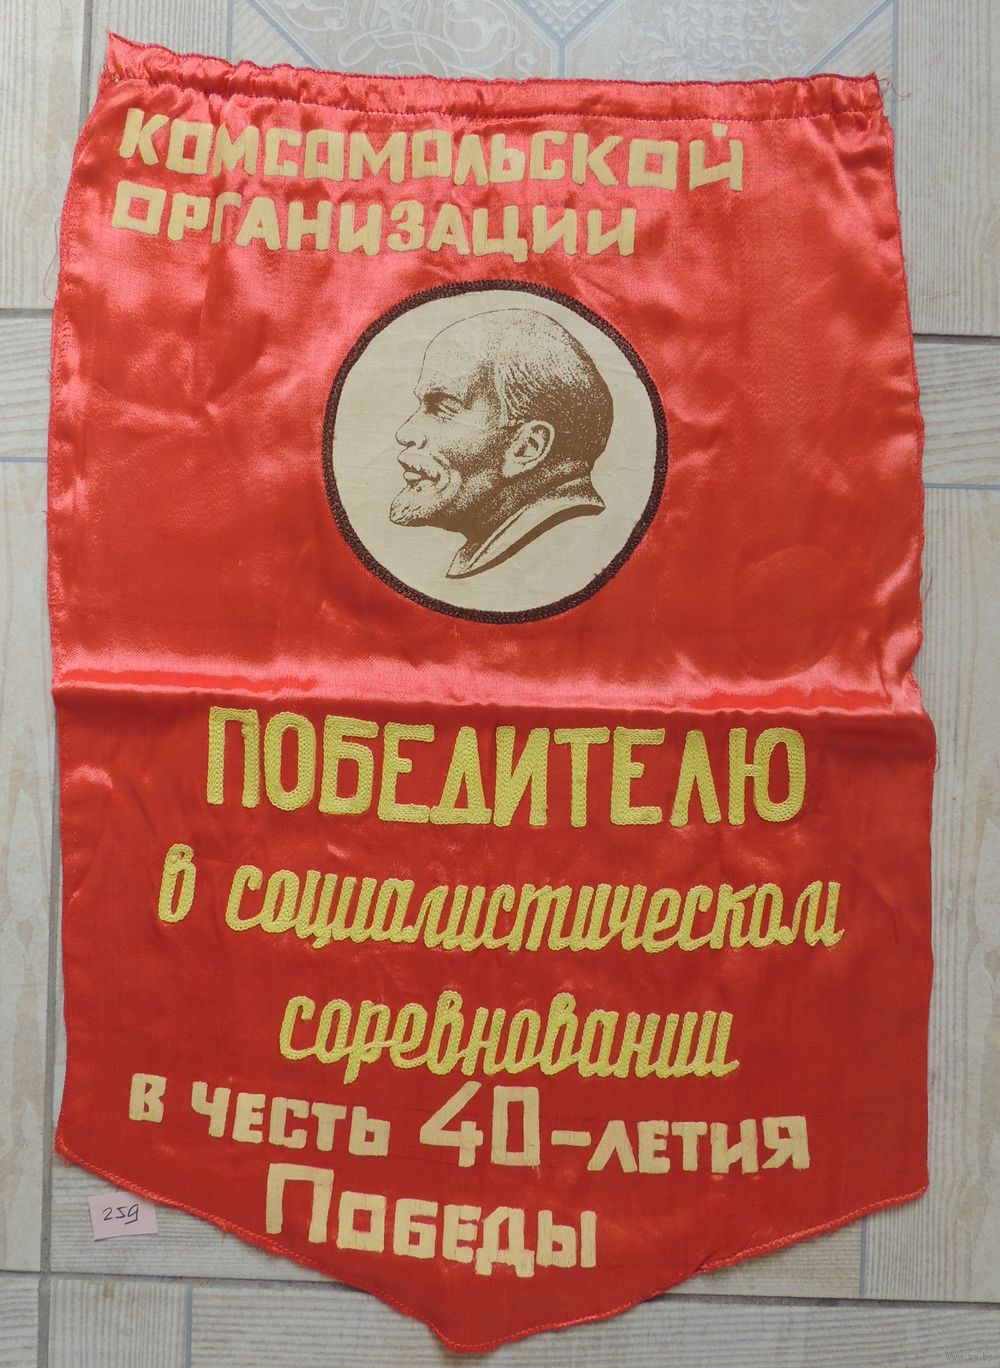 КОМСОМОЛЬСКОЙ
ОРГАНИЗАЦИИ
ПОБЕДИТЕЛЮ
в социалистическом
соревновании
В ЧЕСТЬ 40-ЛЕТИЯ
ПОБЕДЫ
259